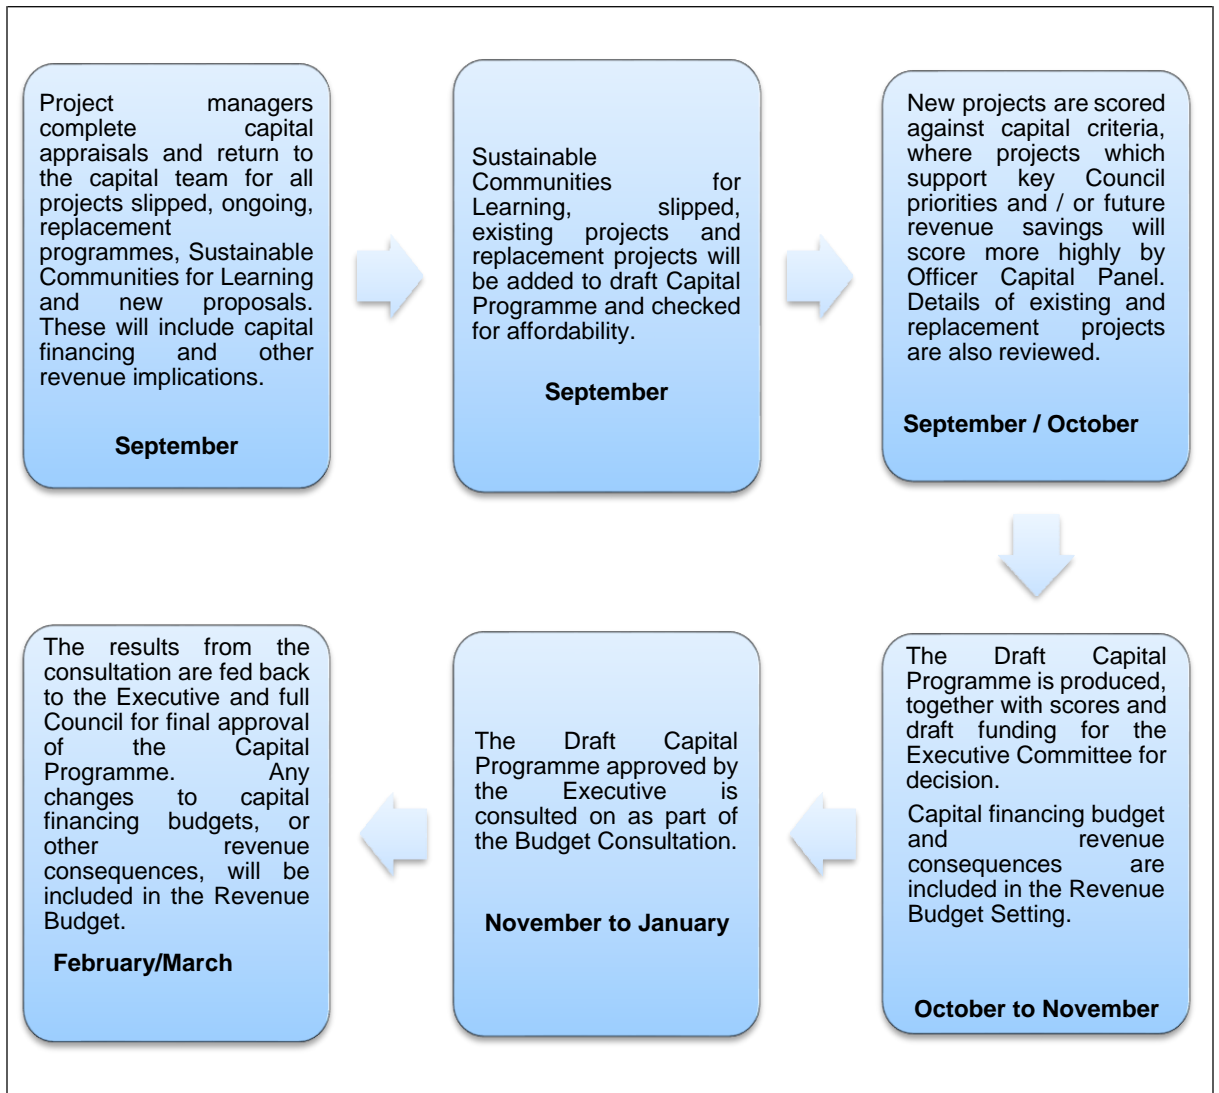 Project managers
complete capital
appraisals and return to
the capital team for all
projects slipped, ongoing,
replacement
programmes, Sustainable
Communities for Learning
and new proposals.
These will include capital
financing and other
revenue implications.
September
Sustainable
Communities for
Learning, slipped,
existing projects and
replacement projects will
be added to draft Capital
Programme and checked
for affordability.
September
New projects are scored
against capital criteria,
where projects which
support key Council
priorities and / or future
revenue savings will
score more highly by
Officer Capital Panel.
Details of existing and
replacement projects
are also reviewed.
September / October
The Draft Capital
Programme is produced,
together with scores and
draft funding for the
Executive Committee for
decision.
Capital financing budget
and revenue
consequences are
included in the Revenue
Budget Setting.
October to November
The Draft Capital
Programme approved by
the Executive is
consulted on as part of
the Budget Consultation.
November to January
The results from the
consultation are fed back
to the Executive and full
Council for final approval
of the Capital
Programme. Any
changes to capital
financing budgets, or
other revenue
consequences, will be
included in the Revenue
Budget.
February/March